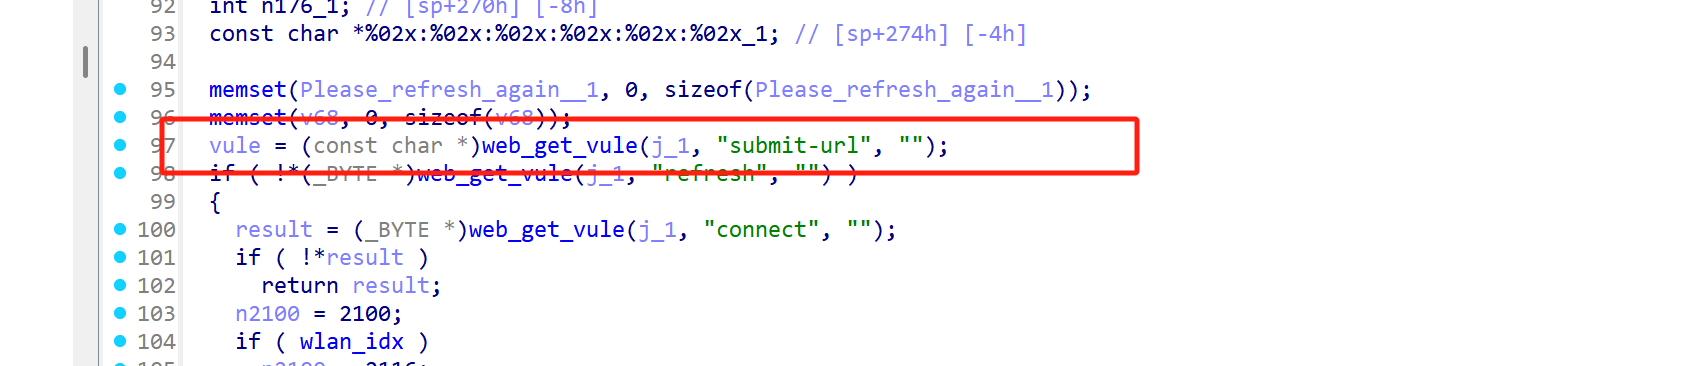 92 int n176_1; // [sp+270h] [-8h]
93 const char *%02x:%02x:%02x:%02x:%02x:%02x_1; // [sp+274h] [-4h]
94
95 memset(Please_refresh_again__1, 0, sizeof(Please_refresh_again__1));
96 memset(v68, 0, sizeof(v68));
97 vule = (const char *)web_get_vule(j_1, "submit-url", "");
98 if ( !*(_BYTE *)web_get_vule(j_1, "refresh", "") )
99 {
100 result = (_BYTE *)web_get_vule(j_1, "connect", "");
101 if ( !*result )
102 return result;
103 n2100 = 2100;
104 if ( wlan_idx )
105 n2100 = 2116;